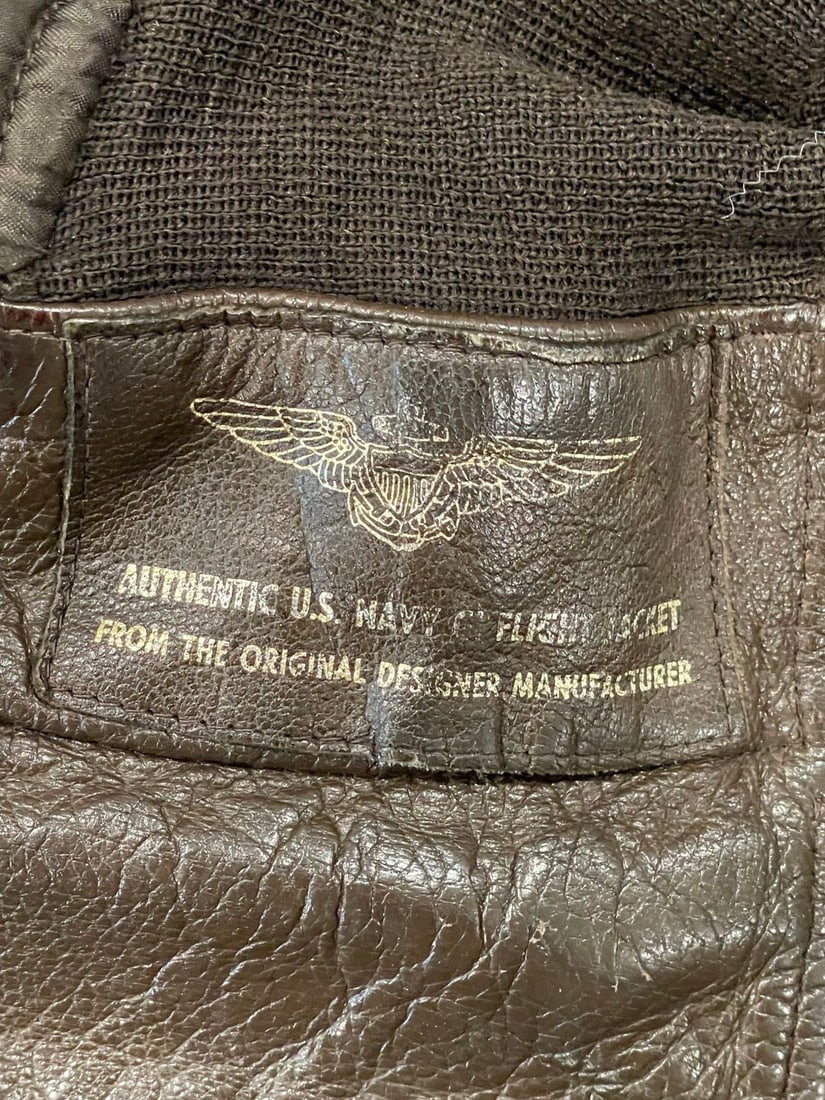 AUTHENTIC U.S. NAVY FLIGHT JACKET
FROM THE ORIGINAL DESIGNER MANUFACTURER